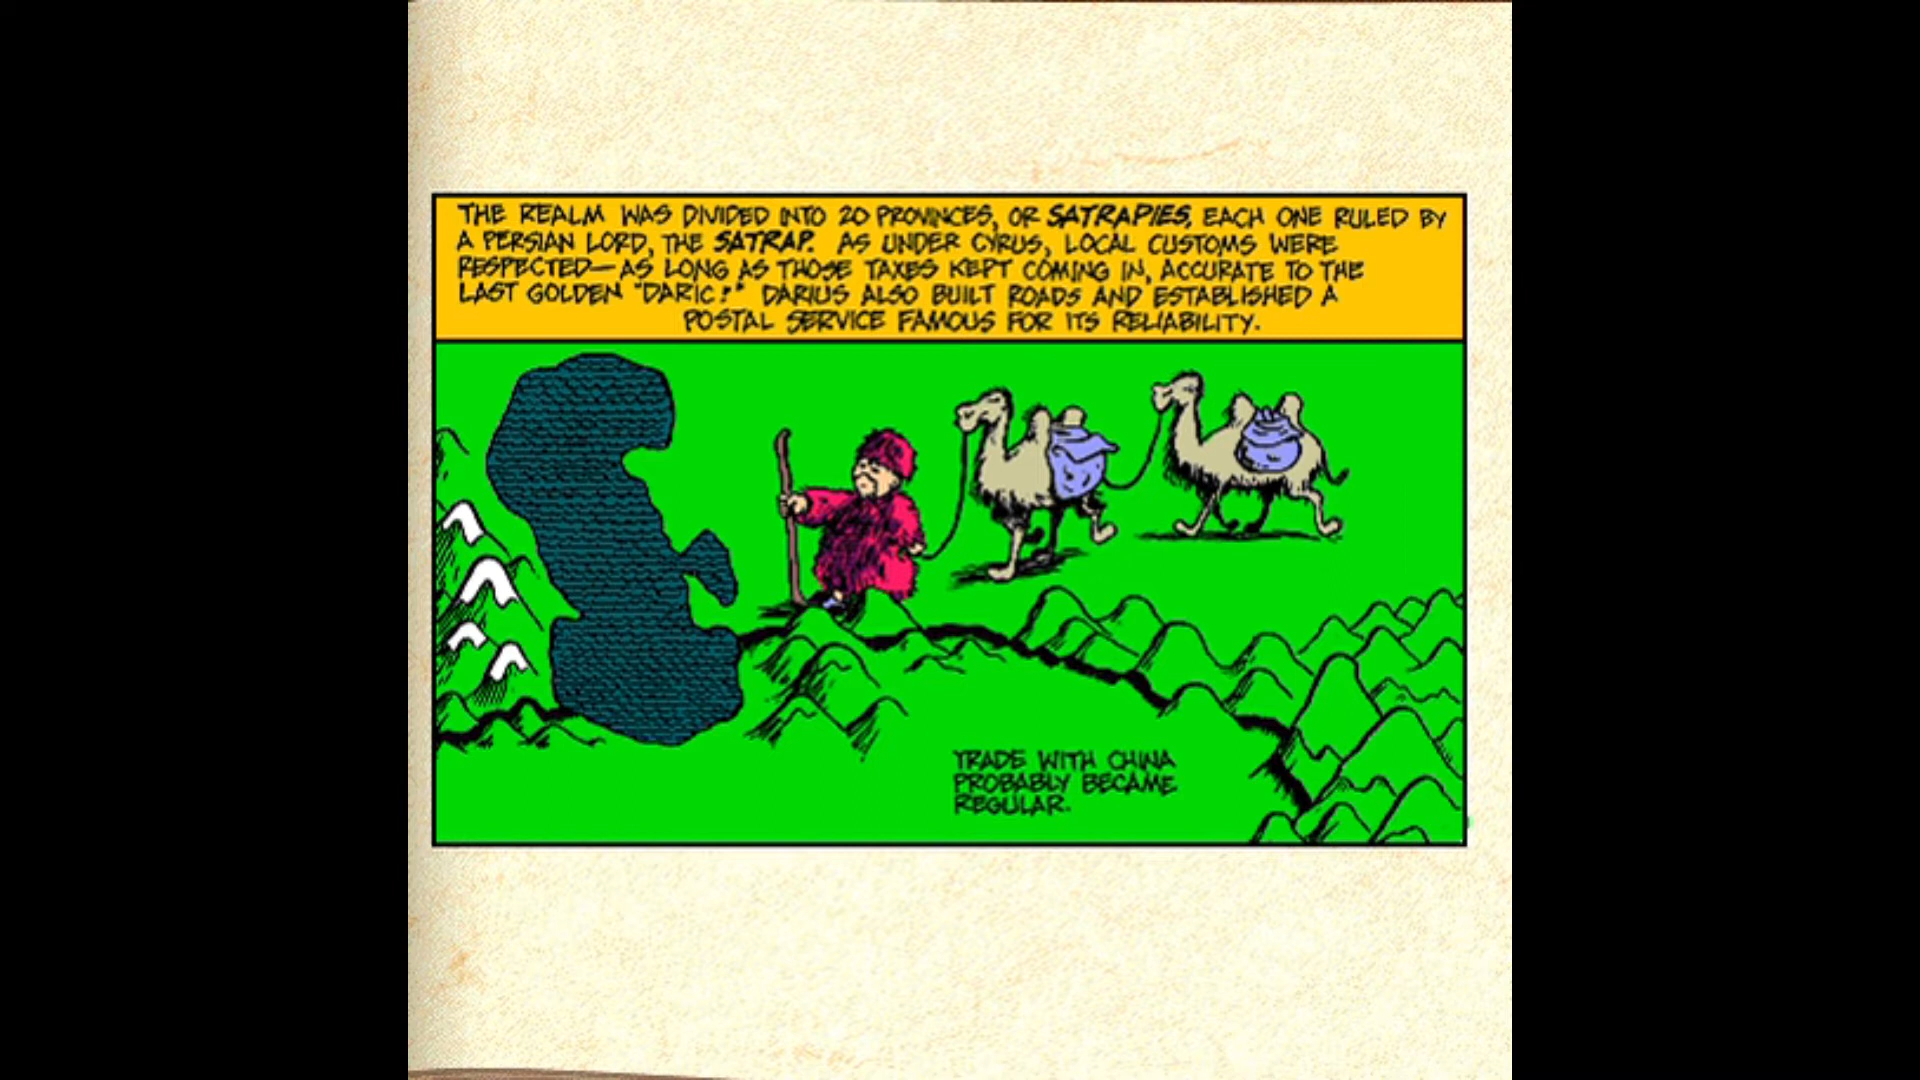 THE REALM WAS DIVIDED INTO 20 PROVINCES, OR SATRAPIES, EACH ONE RULED BY
A PERSIAN LORD, THE SATRAP. AS UNDER CYRUS, LOCAL CUSTOMS WERE
RESPECTED—AS LONG AS THOSE TAXES KEPT COMING IN, ACCURATE TO THE
LAST GOLDEN "DARIC!" DARIUS ALSO BUILT ROADS AND ESTABLISHED A
POSTAL SERVICE FAMOUS FOR ITS RELIABILITY.
TRADE WITH CHINA
PROBABLY BECAME
REGULAR.